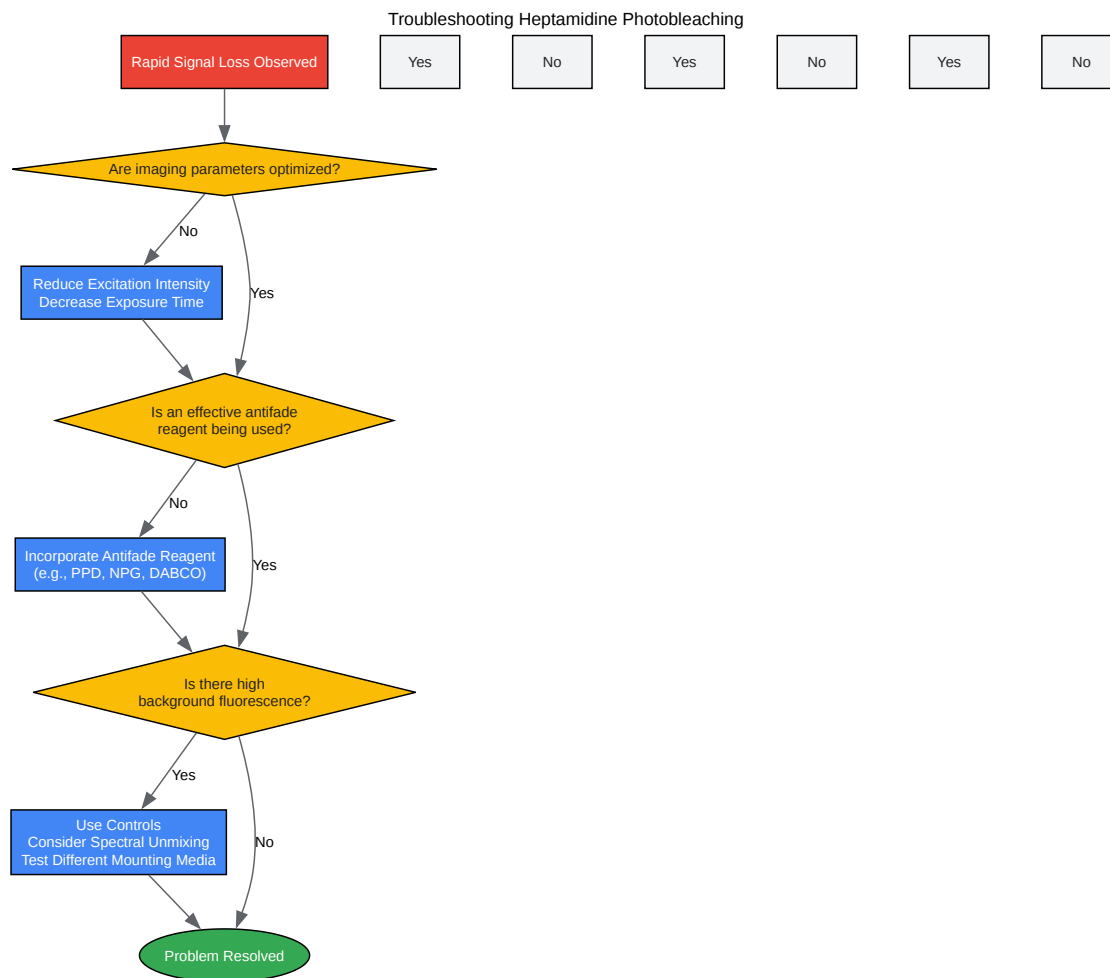 Troubleshooting Heptamidine Photobleaching
Rapid Signal Loss Observed
Yes
No
Yes
No
Yes
No
Are imaging parameters optimized?
No
Reduce Excitation Intensity
Decrease Exposure Time
Yes
Is an effective antifade
reagent being used?
No
Incorporate Antifade Reagent
(e.g., PPD, NPG, DABCO)
Yes
Is there high
background fluorescence?
Yes
Use Controls
Consider Spectral Unmixing
Test Different Mounting Media
No
Problem Resolved